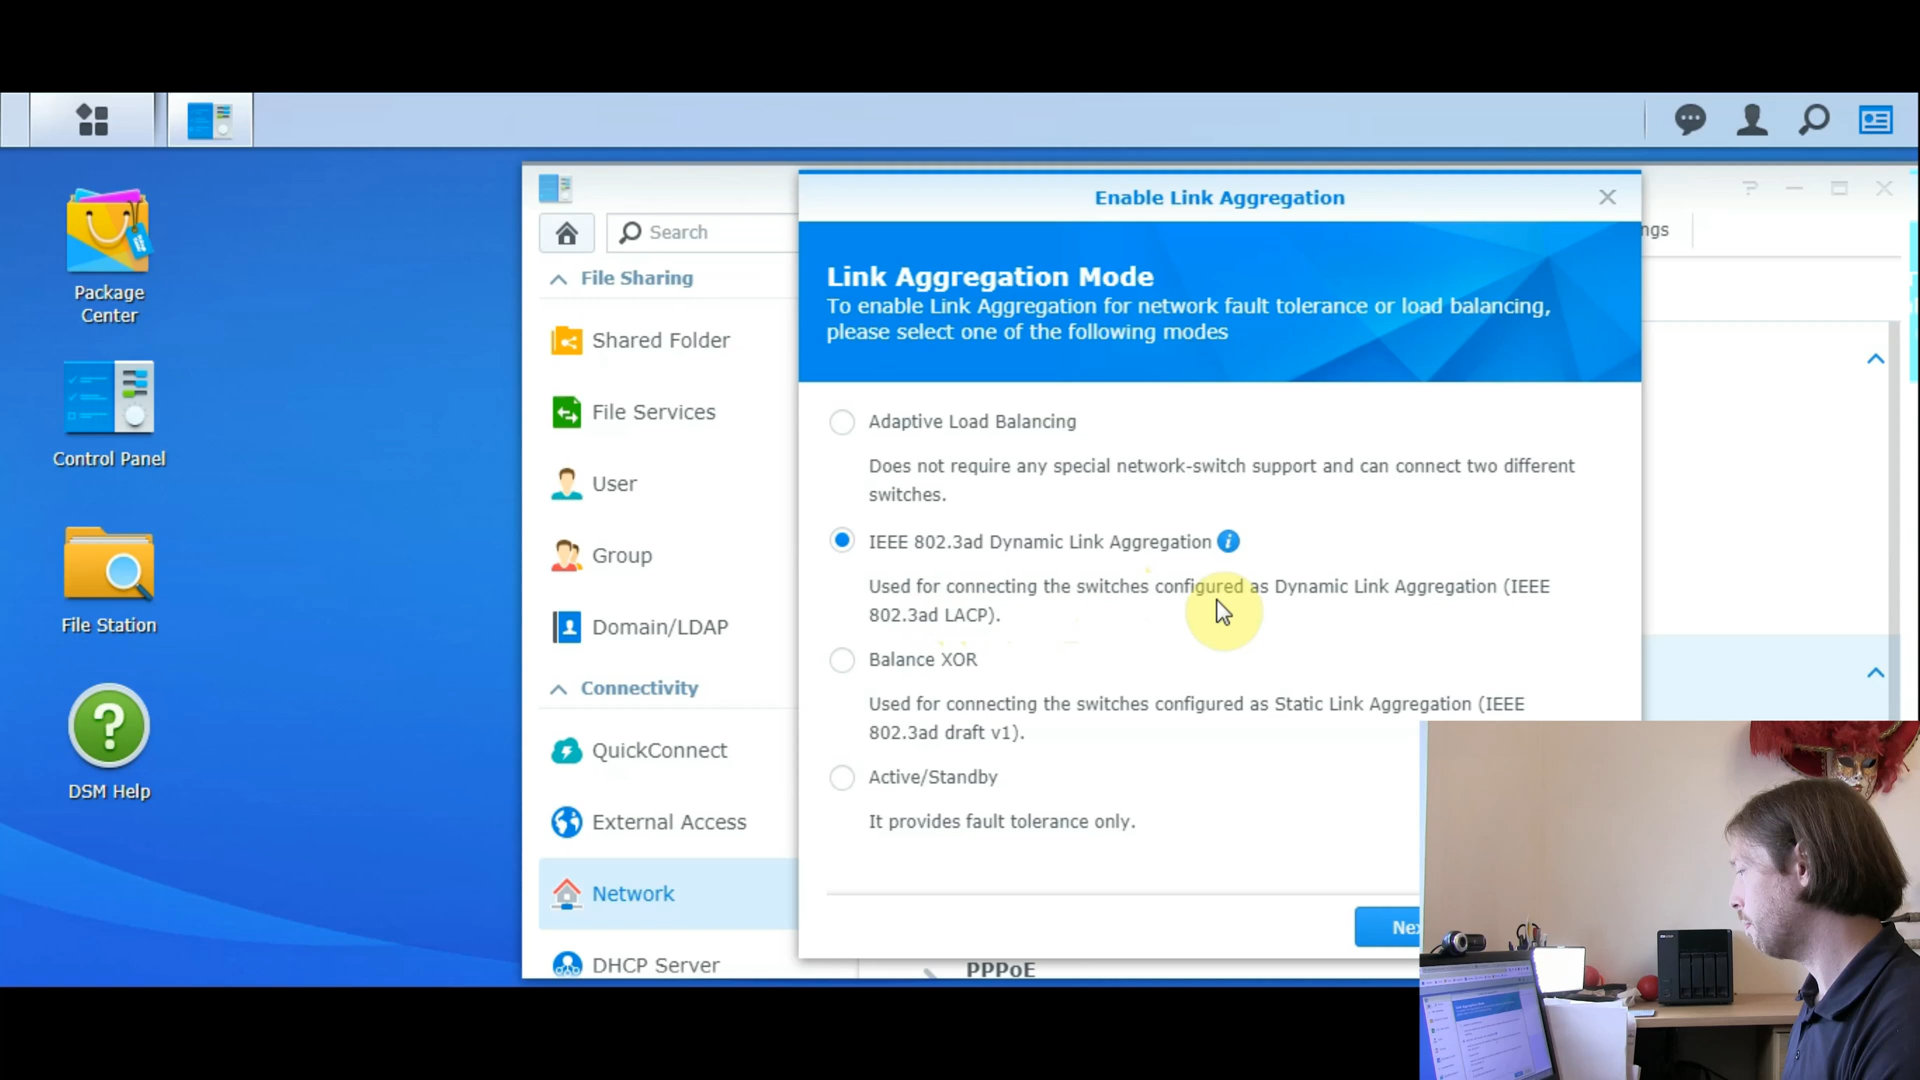 Enable Link Aggregation
Search
ngs
Link Aggregation Mode
To enable Link Aggregation for network fault tolerance or load balancing,
please select one of the following modes
Package
Center
Control Panel
File Station
DSM Help
File Sharing
Shared Folder
File Services
User
Group
Domain/LDAP
Connectivity
QuickConnect
External Access
Network
DHCP Server
Adaptive Load Balancing
Does not require any special network-switch support and can connect two different
switches.
IEEE 802.3ad Dynamic Link Aggregation
Used for connecting the switches configured as Dynamic Link Aggregation (IEEE
802.3ad LACP).
Balance XOR
Used for connecting the switches configured as Static Link Aggregation (IEEE
802.3ad draft v1).
Active/Standby
It provides fault tolerance only.
Nex
PPPoE